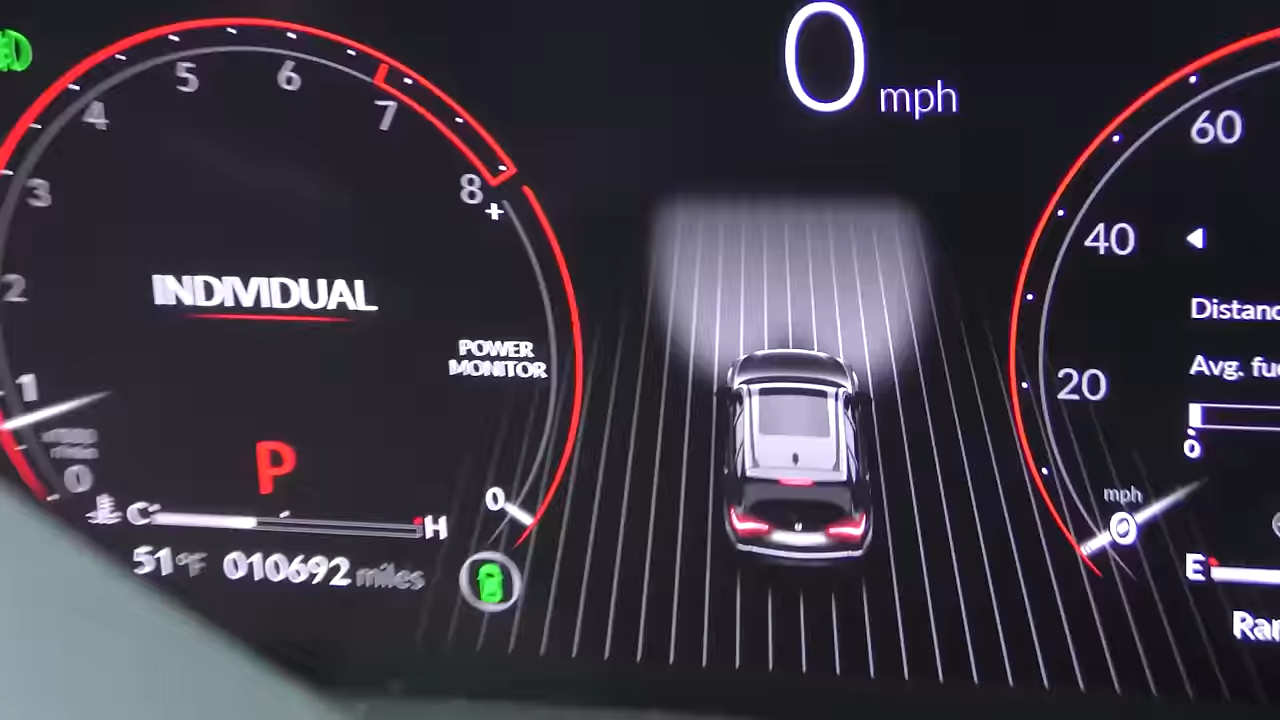 0 mph
5 6
4 7
3 8
+
2
1
0
INDIVIDUAL
POWER
MONITOR
P
C H
51°F 010692 miles
0
60
40
20
mph
0
Distanc
Avg. fue
0
E
Ran